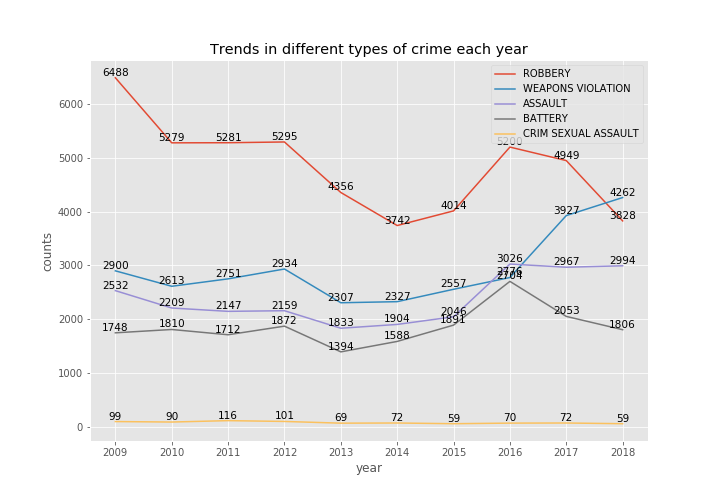 Trends in different types of crime each year
ROBBERY
WEAPONS VIOLATION
ASSAULT
BATTERY
CRIM SEXUAL ASSAULT
counts
6000
5000
4000
3000
2000
1000
0
6488 5279 5281 5295 4356 3742 4014 5200 4949 3828
2900 2613 2751 2934 2307 2327 2557 2776 3927 4262
2532 2209 2147 2159 1833 1904 2046 3026 2967 2994
1748 1810 1712 1872 1394 1588 1891 2704 2053 1806
99 90 116 101 69 72 59 70 72 59
2009 2010 2011 2012 2013 2014 2015 2016 2017 2018
year